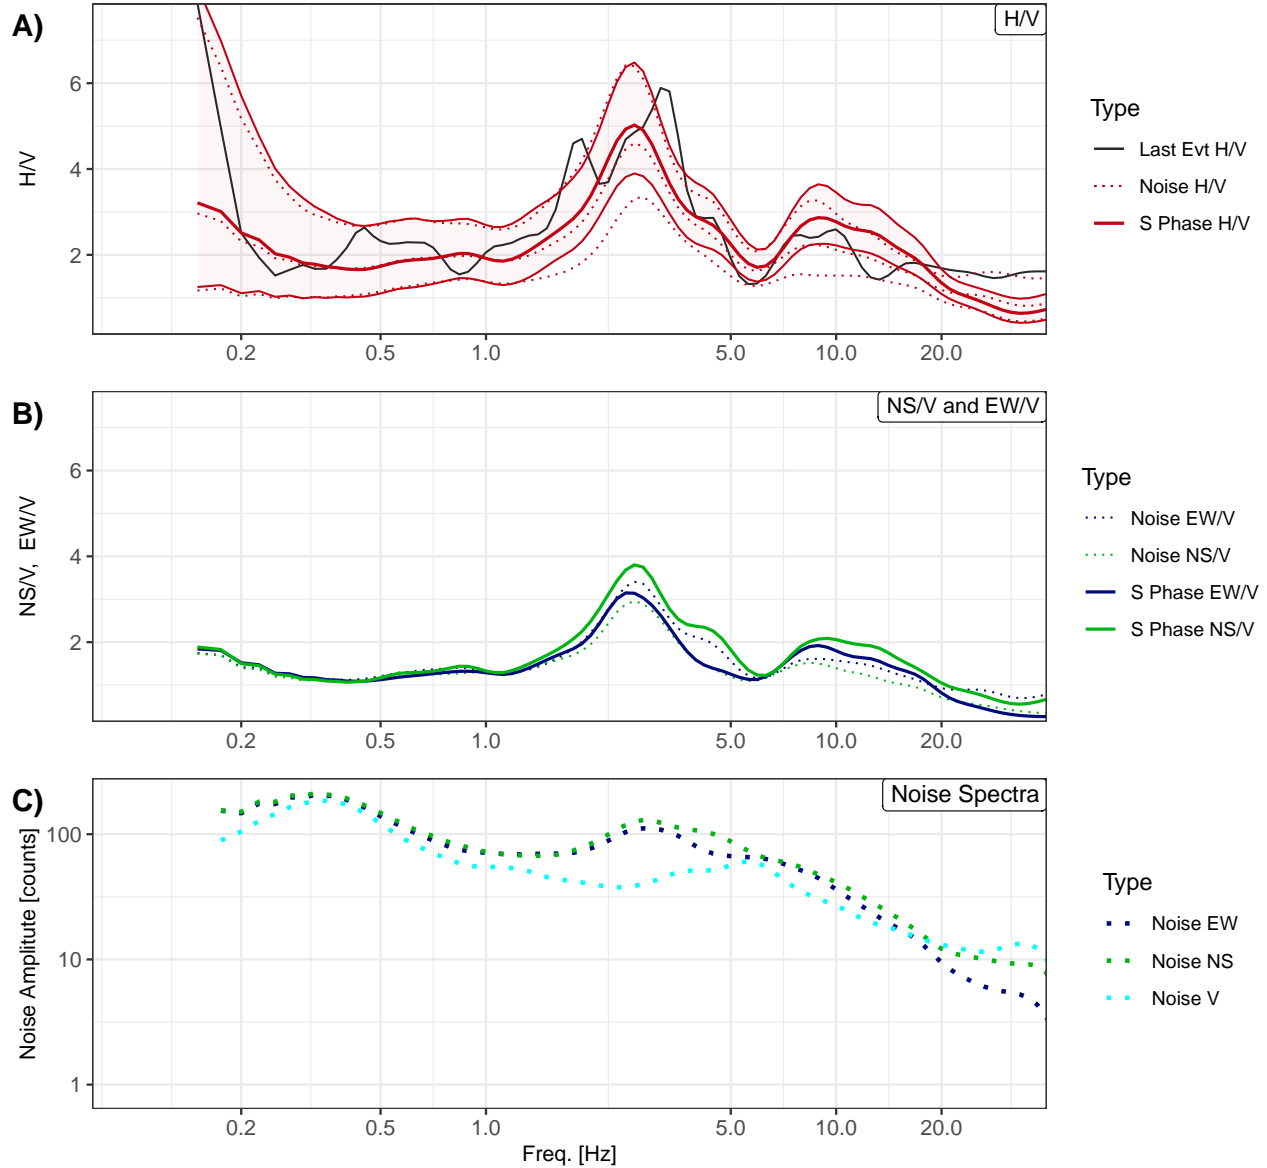 A)
H/V
6
4
2
H/V
0.2 0.5 1.0 5.0 10.0 20.0
Type
Last Evt H/V
Noise H/V
S Phase H/V
B)
NS/V and EW/V
6
4
2
NS/V, EW/V
0.2 0.5 1.0 5.0 10.0 20.0
Type
Noise EW/V
Noise NS/V
S Phase EW/V
S Phase NS/V
C)
Noise Spectra
100
10
1
Noise Amplitute [counts]
0.2 0.5 1.0 5.0 10.0 20.0
Freq. [Hz]
Type
Noise EW
Noise NS
Noise V